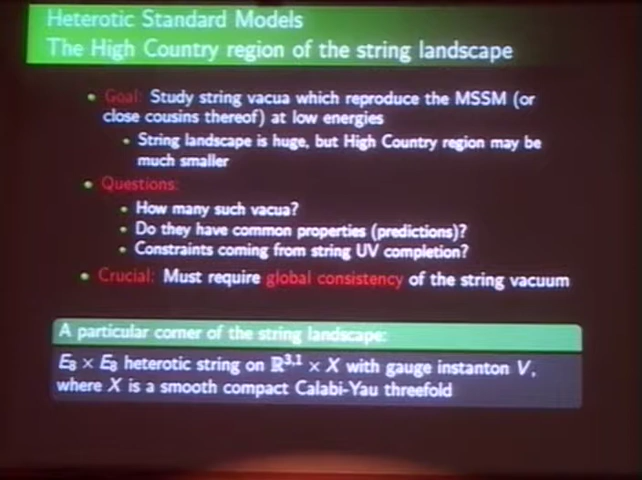 Heterotic Standard Models
The High Country region of the string landscape
• Goal: Study string vacua which reproduce the MSSM (or
close cousins thereof) at low energies
• String landscape is huge, but High Country region may be
much smaller
• Questions:
• How many such vacua?
• Do they have common properties (predictions)?
• Constraints coming from string UV completion?
• Crucial: Must require global consistency of the string vacuum
A particular corner of the string landscape:
E₈ × E₈ heterotic string on ℝ³,¹ × X with gauge instanton V,
where X is a smooth compact Calabi-Yau threefold